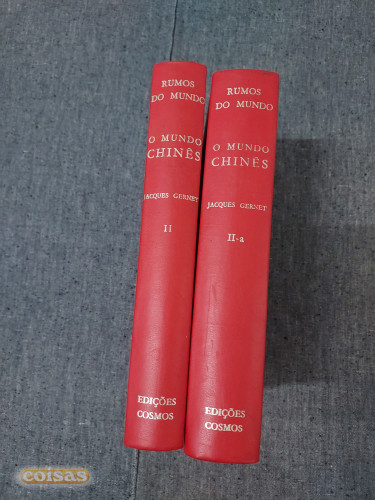 RUMOS
DO MUNDO
O MUNDO
CHINÊS
JACQUES GERNET
II
EDIÇÕES
COSMOS
RUMOS
DO MUNDO
O MUNDO
CHINÊS
JACQUES GERNET
II-a
EDIÇÕES
COSMOS
coisas